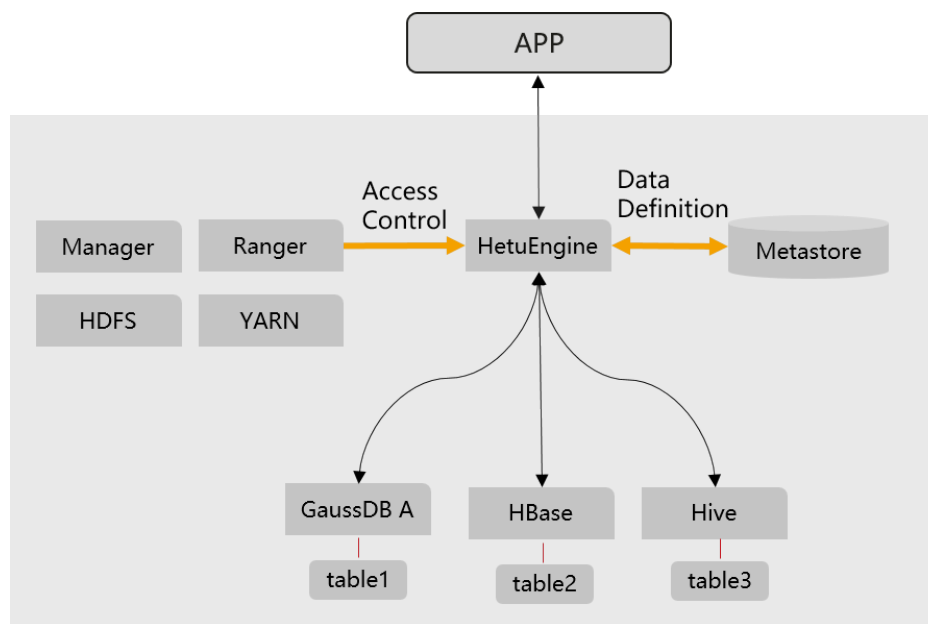 APP
Access
Control
Data
Definition
Manager
Ranger
HetuEngine
Metastore
HDFS
YARN
GaussDB A
HBase
Hive
table1
table2
table3